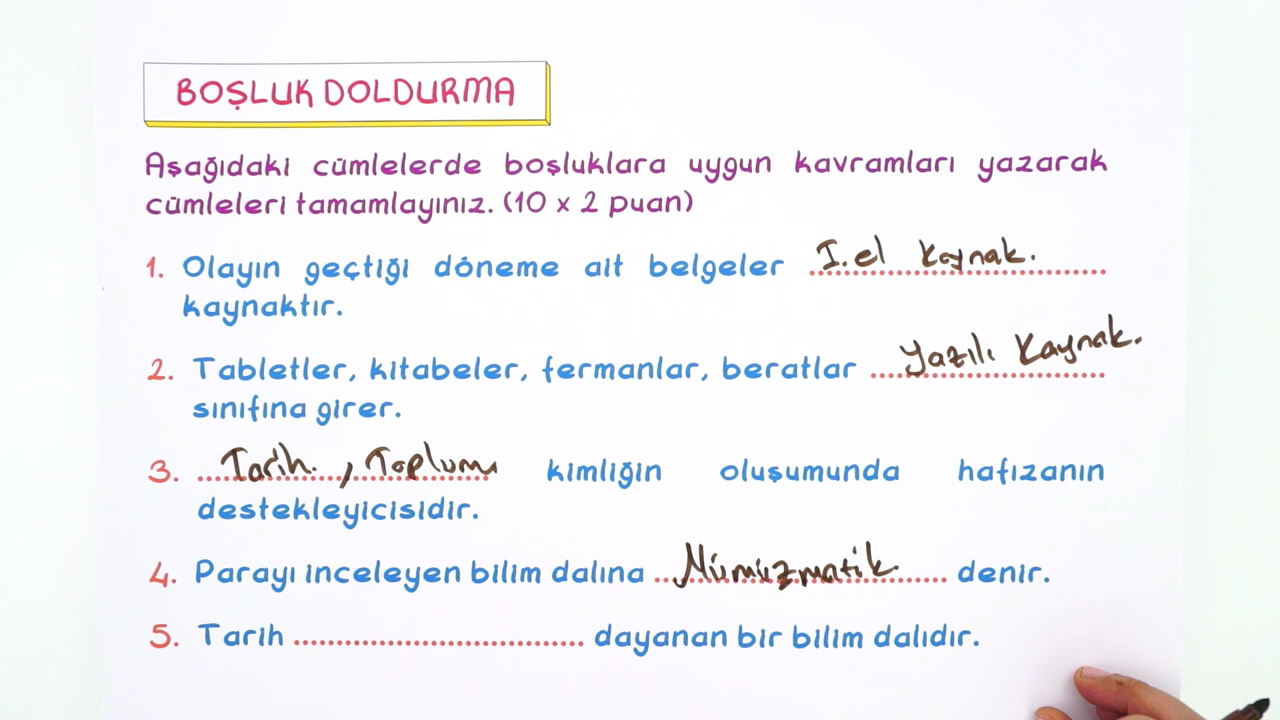 BOŞLUK DOLDURMA
Aşağıdaki cümlelerde boşluklara uygun kavramları yazarak
cümleleri tamamlayınız. (10 x 2 puan)
1. Olayın geçtiği döneme ait belgeler I. el kaynak.
kaynaktır.
2. Tabletler, kitabeler, fermanlar, beratlar Yazılı Kaynak.
sınıfına girer.
3. Tarih, Toplum kimliğin oluşumunda hafızanın
destekleyicisidir.
4. Parayı inceleyen bilim dalına Nümüzmatik denir.
5. Tarih ........................... dayanan bir bilim dalıdır.